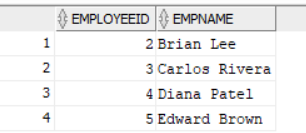 EMPLOYEEID EMPNAME
1 2 Brian Lee
2 3 Carlos Rivera
3 4 Diana Patel
4 5 Edward Brown